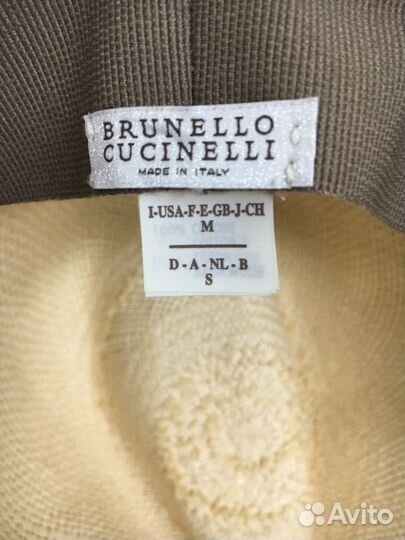 BRUNELLO
CUCINELLI
MADE IN ITALY
I-USA-F-E-GB-J-CH
M
D - A - NL - B
S
Avito